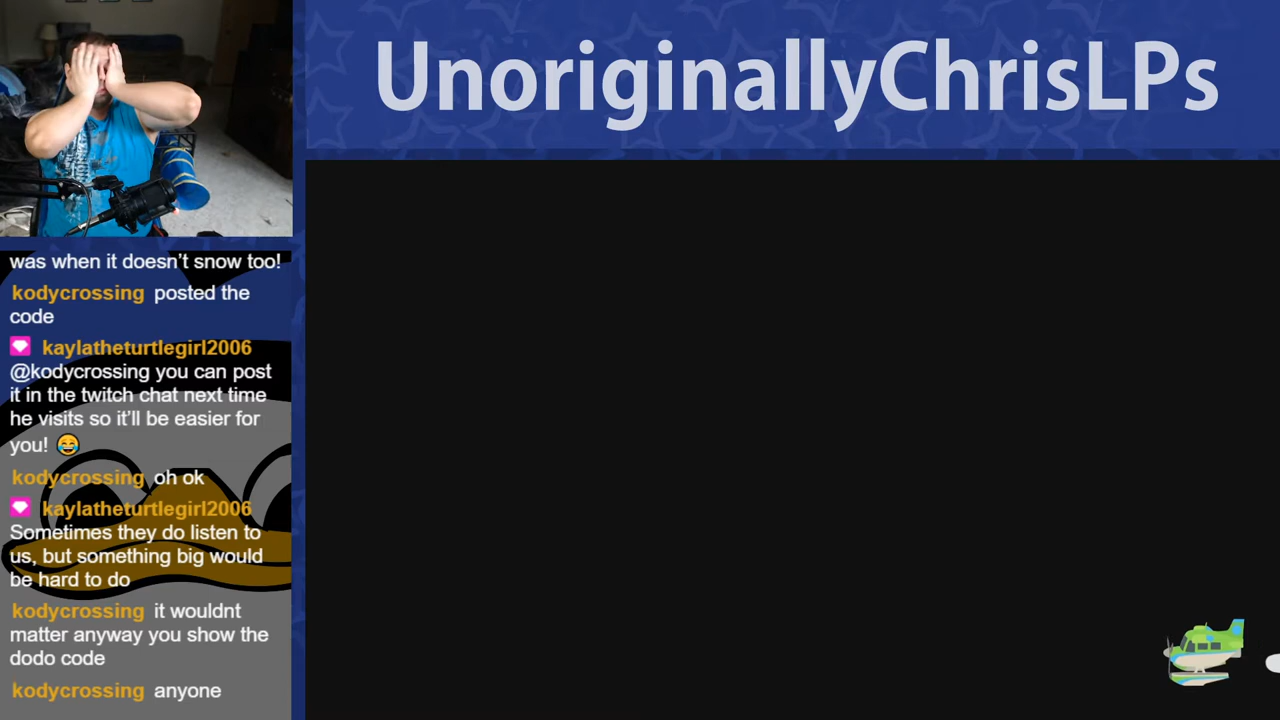 UnoriginallyChrisLPs
was when it doesn't snow too!
kodycrossing posted the
code
kaylatheturtlegirl2006
@kodycrossing you can post
it in the twitch chat next time
he visits so it'll be easier for
you! 😂
kodycrossing oh ok
kaylatheturtlegirl2006
Sometimes they do listen to
us, but something big would
be hard to do
kodycrossing it wouldnt
matter anyway you show the
dodo code
kodycrossing anyone